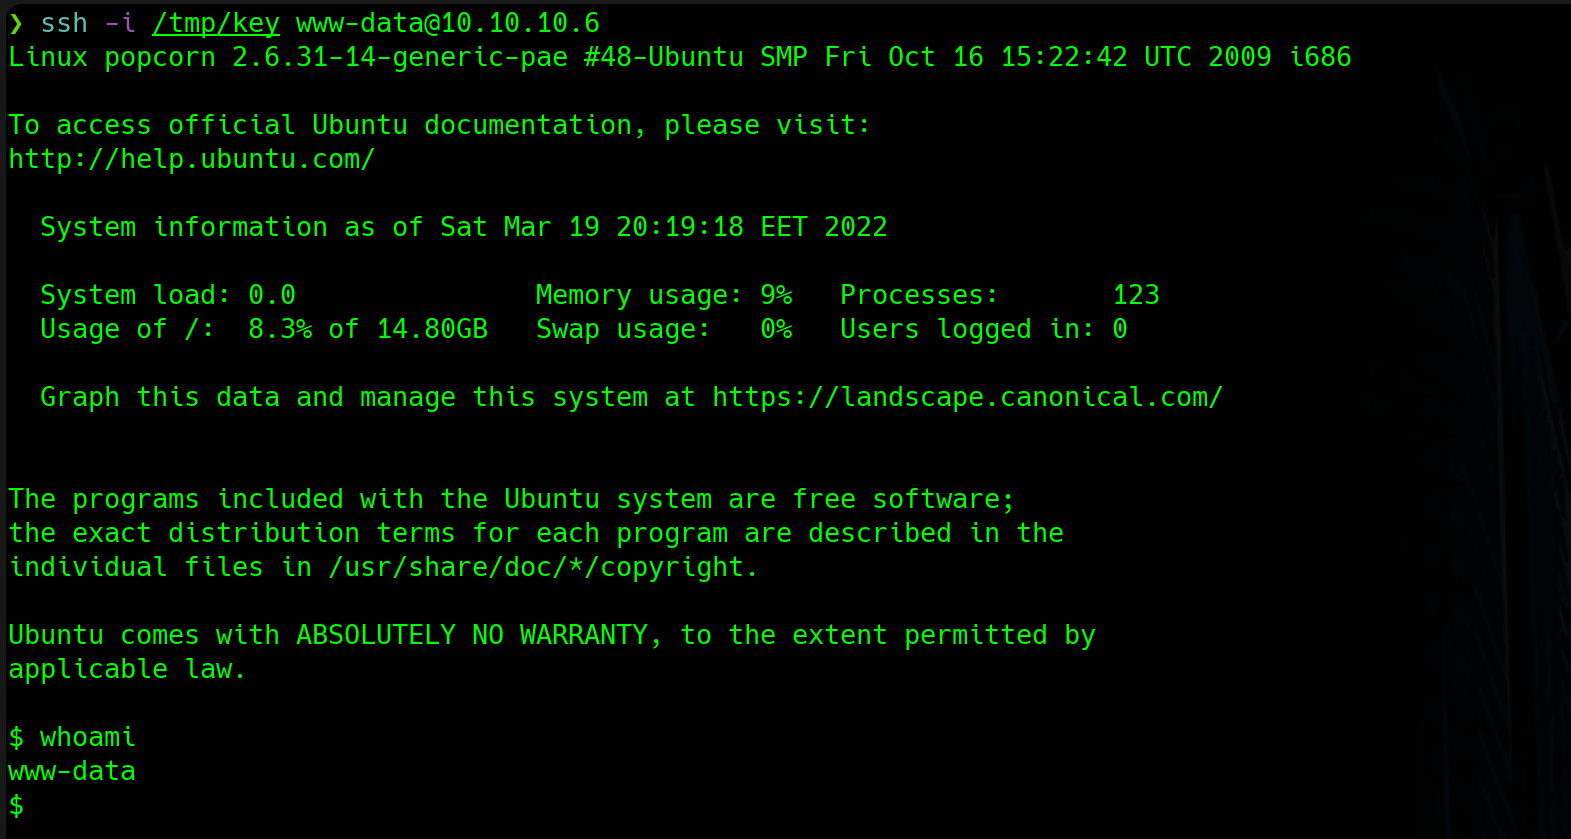 ❯ ssh -i /tmp/key www-data@10.10.10.6
Linux popcorn 2.6.31-14-generic-pae #48-Ubuntu SMP Fri Oct 16 15:22:42 UTC 2009 i686
To access official Ubuntu documentation, please visit:
http://help.ubuntu.com/
System information as of Sat Mar 19 20:19:18 EET 2022
System load: 0.0               Memory usage: 9%   Processes:       123
Usage of /:  8.3% of 14.80GB   Swap usage:   0%   Users logged in: 0
Graph this data and manage this system at https://landscape.canonical.com/
The programs included with the Ubuntu system are free software;
the exact distribution terms for each program are described in the
individual files in /usr/share/doc/*/copyright.
Ubuntu comes with ABSOLUTELY NO WARRANTY, to the extent permitted by
applicable law.
$ whoami
www-data
$